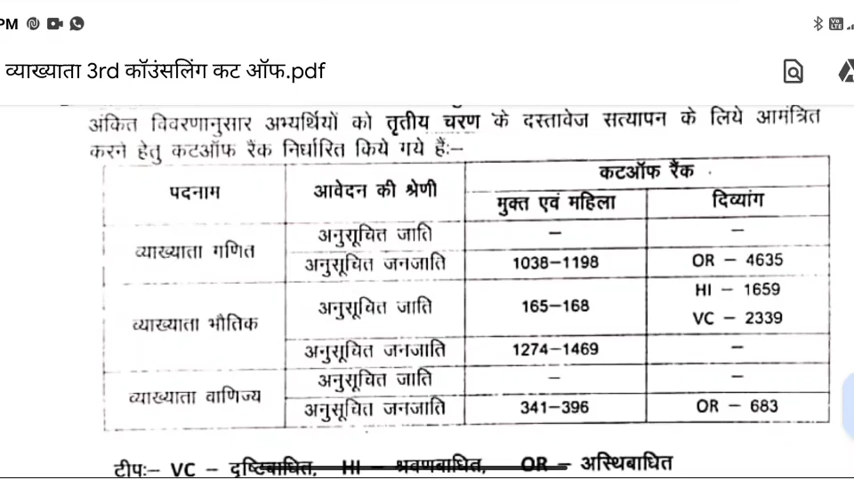 PM
व्याख्याता 3rd कॉउंसलिंग कट ऑफ.pdf
अंकित विवरणानुसार अभ्यर्थियों को तृतीय चरण के दस्तावेज सत्यापन के लिये आमंत्रित
करने हेतु कटऑफ रैंक निर्धारित किये गये हैंः–
पदनाम आवेदन की श्रेणी कटऑफ रैंक
मुक्त एवं महिला दिव्यांग
व्याख्याता गणित अनुसूचित जाति – –
अनुसूचित जनजाति 1038–1198 OR – 4635
व्याख्याता भौतिक अनुसूचित जाति 165–168 HI – 1659
VC – 2339
अनुसूचित जनजाति 1274–1469 –
व्याख्याता वाणिज्य अनुसूचित जाति – –
अनुसूचित जनजाति 341–396 OR – 683
टीपः– VC – दृष्टिबाधित, HI – श्रवणबाधित, OR – अस्थिबाधित